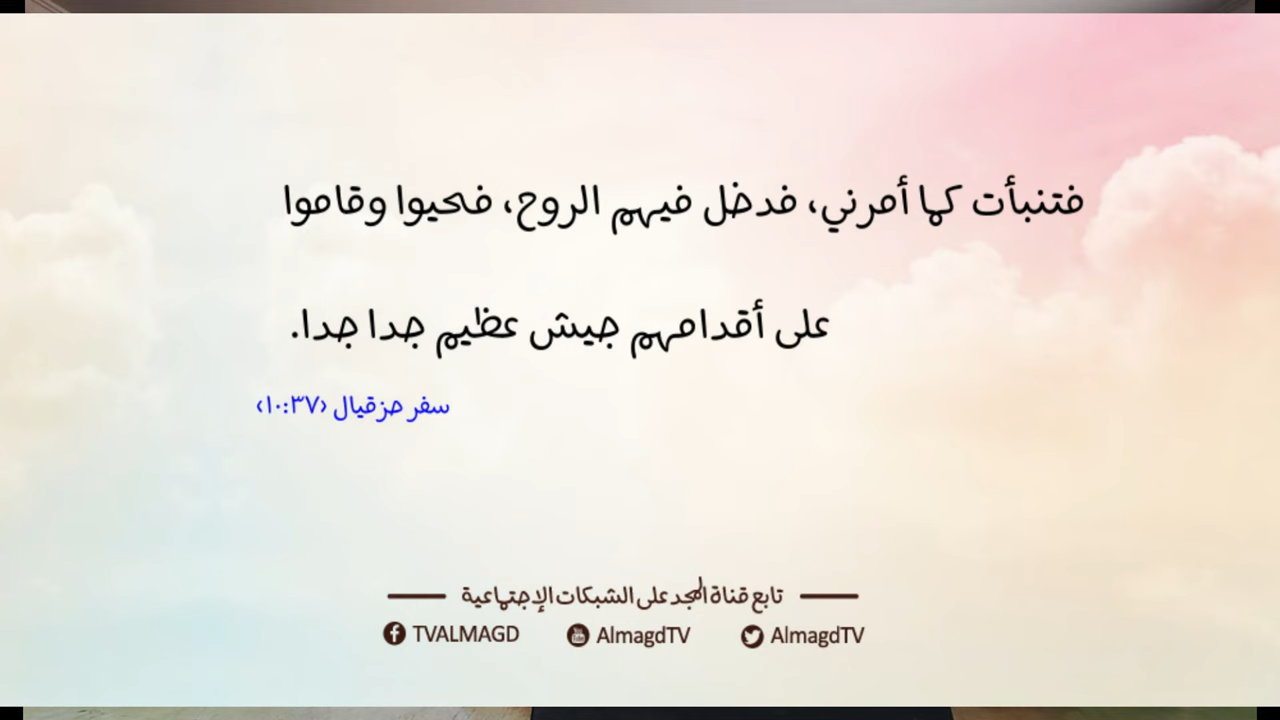 فتنبأت كما أمرني، فدخل فيهم الروح، فحيوا وقاموا
على أقدامهم جيش عظيم جدا جدا.
سفر حزقيال ‹١٠:٣٧›
تابع قناة المجد على الشبكات الإجتماعية
TVALMAGD AlmagdTV AlmagdTV